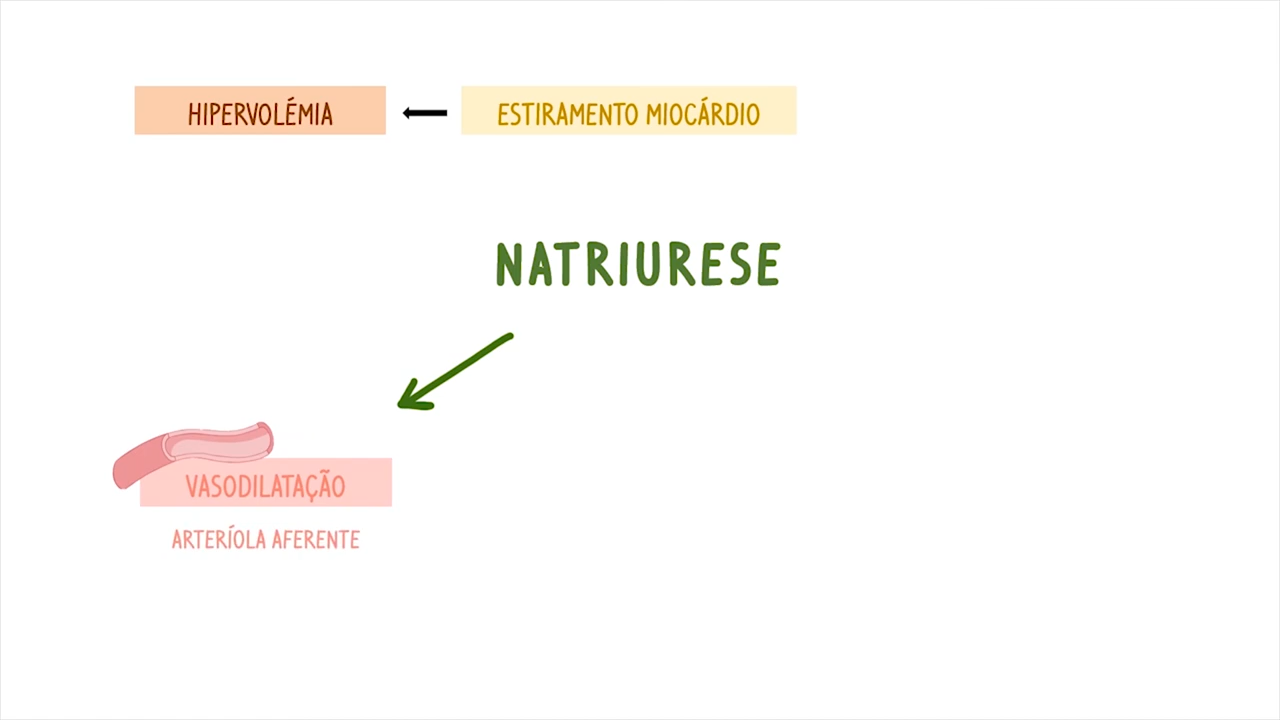 HIPERVOLÉMIA
ESTIRAMENTO MIOCÁRDIO
NATRIURESE
VASODILATAÇÃO
ARTERÍOLA AFERENTE